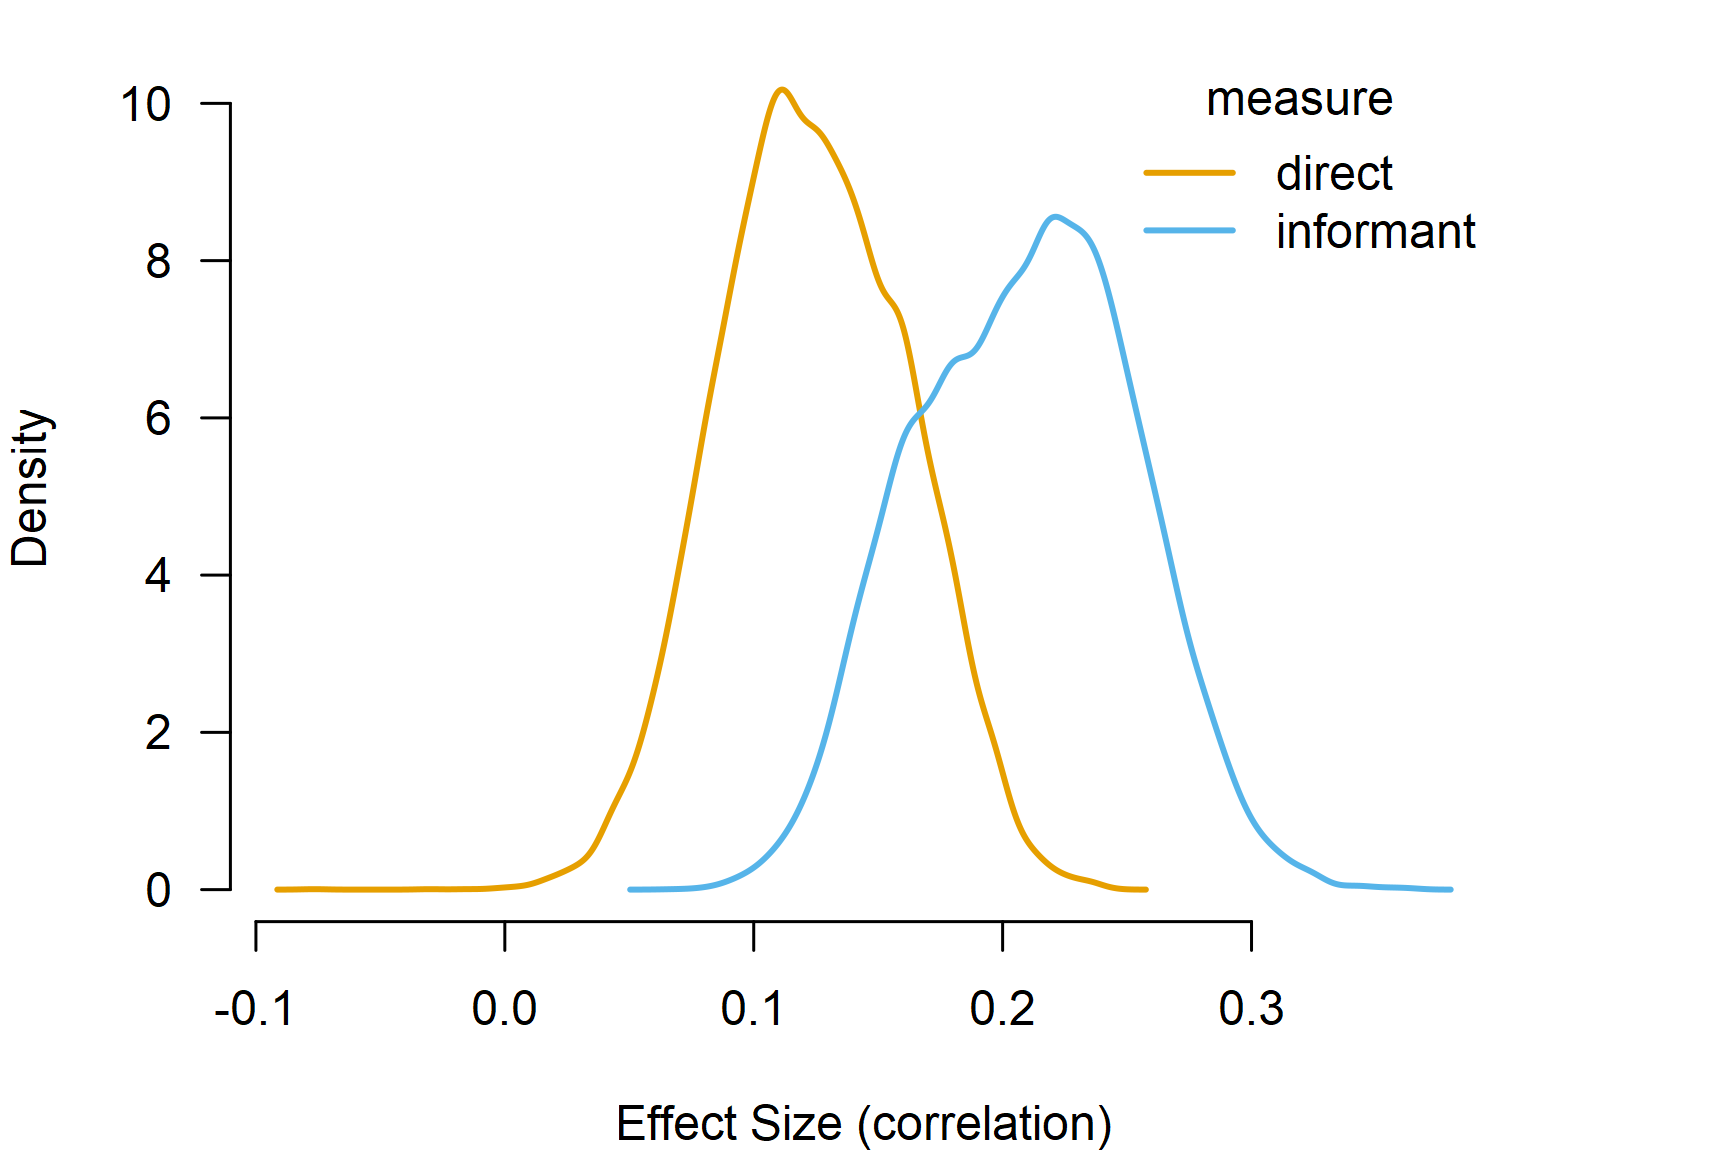 measure
direct
informant
10
8
6
4
2
0
Density
-0.1 0.0 0.1 0.2 0.3
Effect Size (correlation)